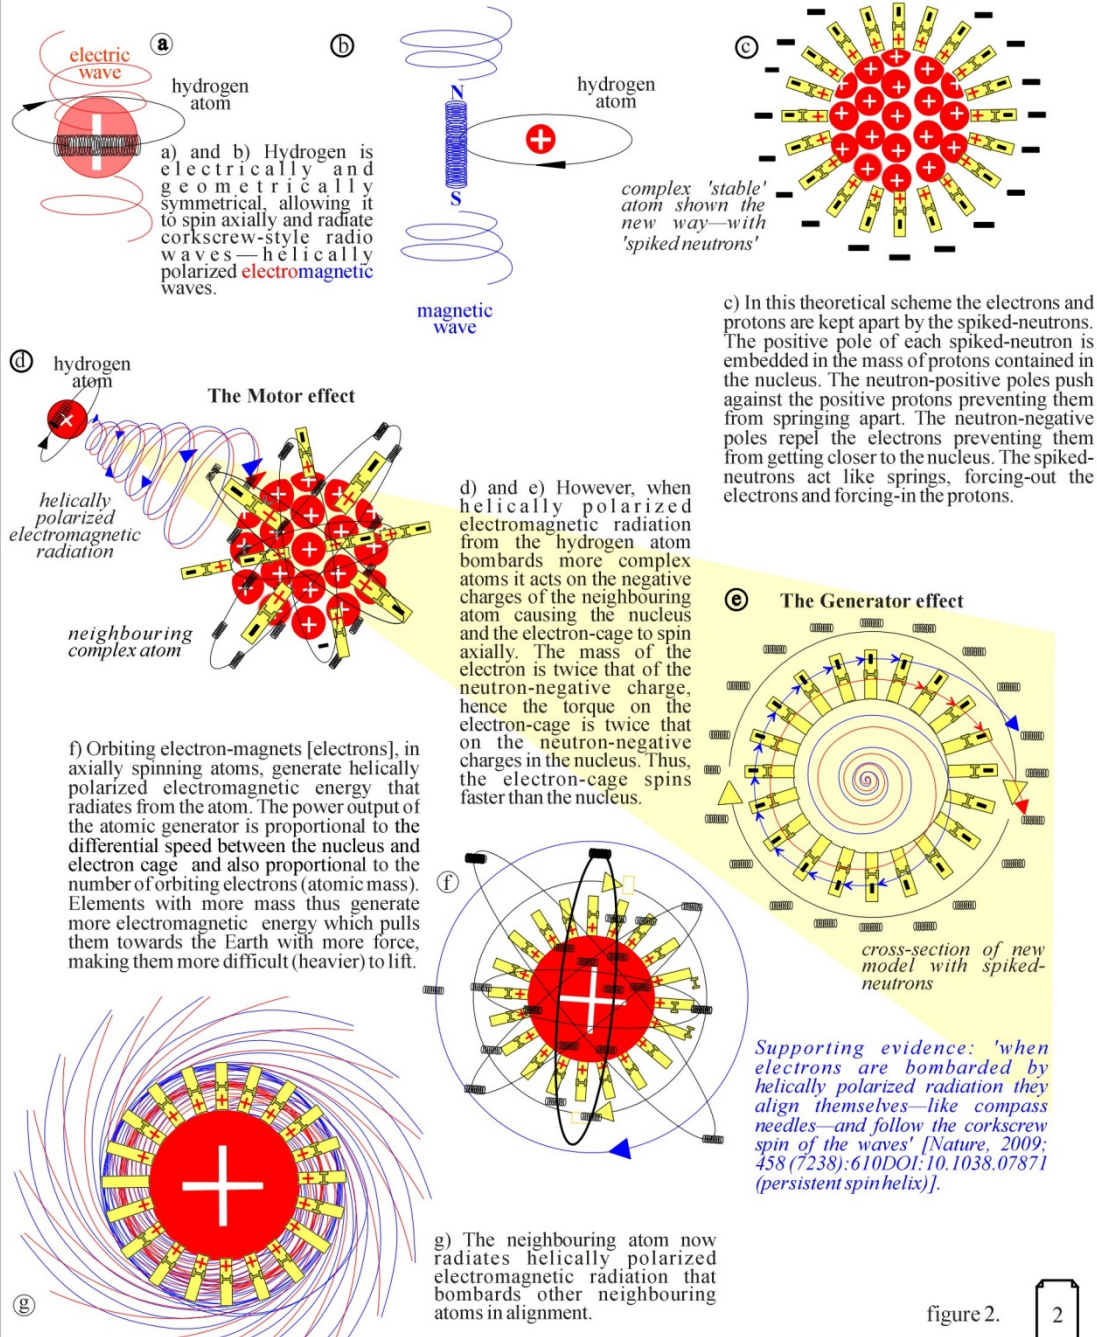 a
electric
wave
hydrogen
atom
a) and b) Hydrogen is
electrically and
geometrically
symmetrical, allowing it
to spin axially and radiate
corkscrew-style radio
waves—helically
polarized electromagnetic
waves.
b
N
S
hydrogen
atom
magnetic
wave
c
complex 'stable'
atom shown the
new way—with
'spiked neutrons'
c) In this theoretical scheme the electrons and
protons are kept apart by the spiked-neutrons.
The positive pole of each spiked-neutron is
embedded in the mass of protons contained in
the nucleus. The neutron-positive poles push
against the positive protons preventing them
from springing apart. The neutron-negative
poles repel the electrons preventing them
from getting closer to the nucleus. The spiked-
neutrons act like springs, forcing-out the
electrons and forcing-in the protons.
d
hydrogen
atom
The Motor effect
helically
polarized
electromagnetic
radiation
neighbouring
complex atom
d) and e) However, when
helically polarized
electromagnetic radiation
from the hydrogen atom
bombards more complex
atoms it acts on the negative
charges of the neighbouring
atom causing the nucleus
and the electron-cage to spin
axially. The mass of the
electron is twice that of the
neutron-negative charge,
hence the torque on the
electron-cage is twice that
on the neutron-negative
charges in the nucleus. Thus,
the electron-cage spins
faster than the nucleus.
e
The Generator effect
cross-section of new
model with spiked-
neutrons
f) Orbiting electron-magnets [electrons], in
axially spinning atoms, generate helically
polarized electromagnetic energy that
radiates from the atom. The power output of
the atomic generator is proportional to the
differential speed between the nucleus and
electron cage and also proportional to the
number of orbiting electrons (atomic mass).
Elements with more mass thus generate
more electromagnetic energy which pulls
them towards the Earth with more force,
making them more difficult (heavier) to lift.
f
Supporting evidence: 'when
electrons are bombarded by
helically polarized radiation they
align themselves—like compass
needles—and follow the corkscrew
spin of the waves' [Nature, 2009;
458 (7238):610DOI:10.1038.07871
(persistent spin helix)].
g
g) The neighbouring atom now
radiates helically polarized
electromagnetic radiation that
bombards other neighbouring
atoms in alignment.
figure 2.
2